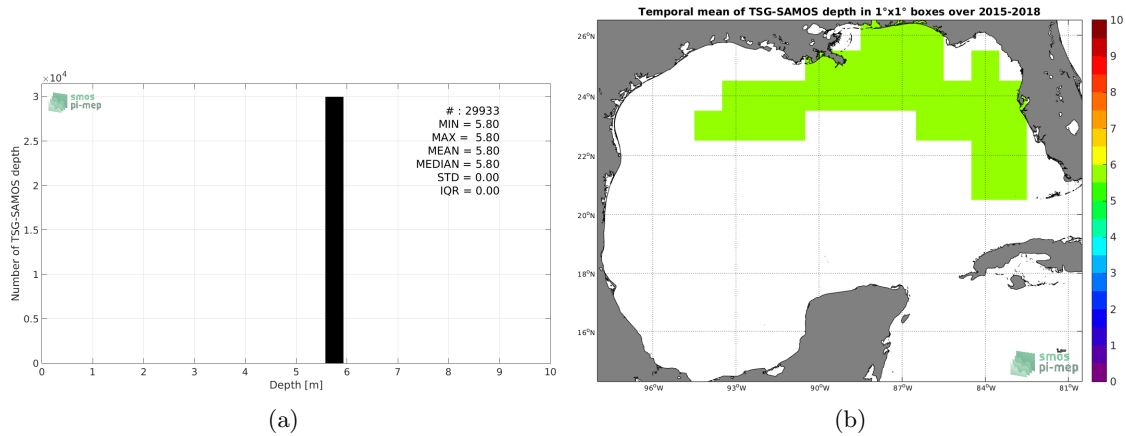 Temporal mean of TSG-SAMOS depth in 1°x1° boxes over 2015-2018
×10⁴
smos
pi-mep
# : 29933
MIN = 5.80
MAX = 5.80
MEAN = 5.80
MEDIAN = 5.80
STD = 0.00
IQR = 0.00
Number of TSG-SAMOS depth
3
2.5
2
1.5
1
0.5
0
0 1 2 3 4 5 6 7 8 9 10
Depth [m]
(a)
26°N
24°N
22°N
20°N
18°N
16°N
96°W 93°W 90°W 87°W 84°W 81°W
smos
pi-mep
10
9
8
7
6
5
4
3
2
1
0
(b)